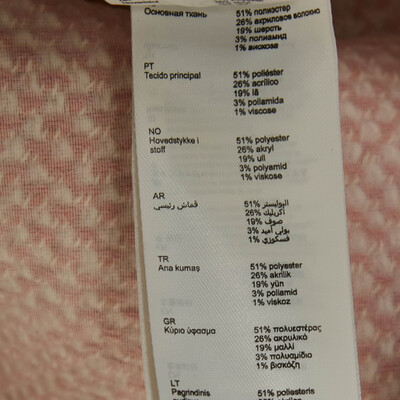 Основная ткань 51% полиэстер
26% акриловое волокно
19% шерсть
3% полиамид
1% вискоза
PT
Tecido principal 51% poliéster
26% acrílico
19% lã
3% poliamida
1% viscose
NO
Hovedstykke i stoff 51% polyester
26% akryl
19% ull
3% polyamid
1% viskose
AR
قماش رئيسي 51% البوليستر
26% أكريليك
19% صوف
3% بولي أميد
1% فسكوزي
TR
Ana kumaş 51% polyester
26% akrilik
19% yün
3% poliamid
1% viskoz
GR
Κύριο ύφασμα 51% πολυεστέρας
26% ακρυλικό
19% μαλλί
3% πολυαμίδιο
1% βισκόζη
LT
Pagrindinis 51% poliesteris